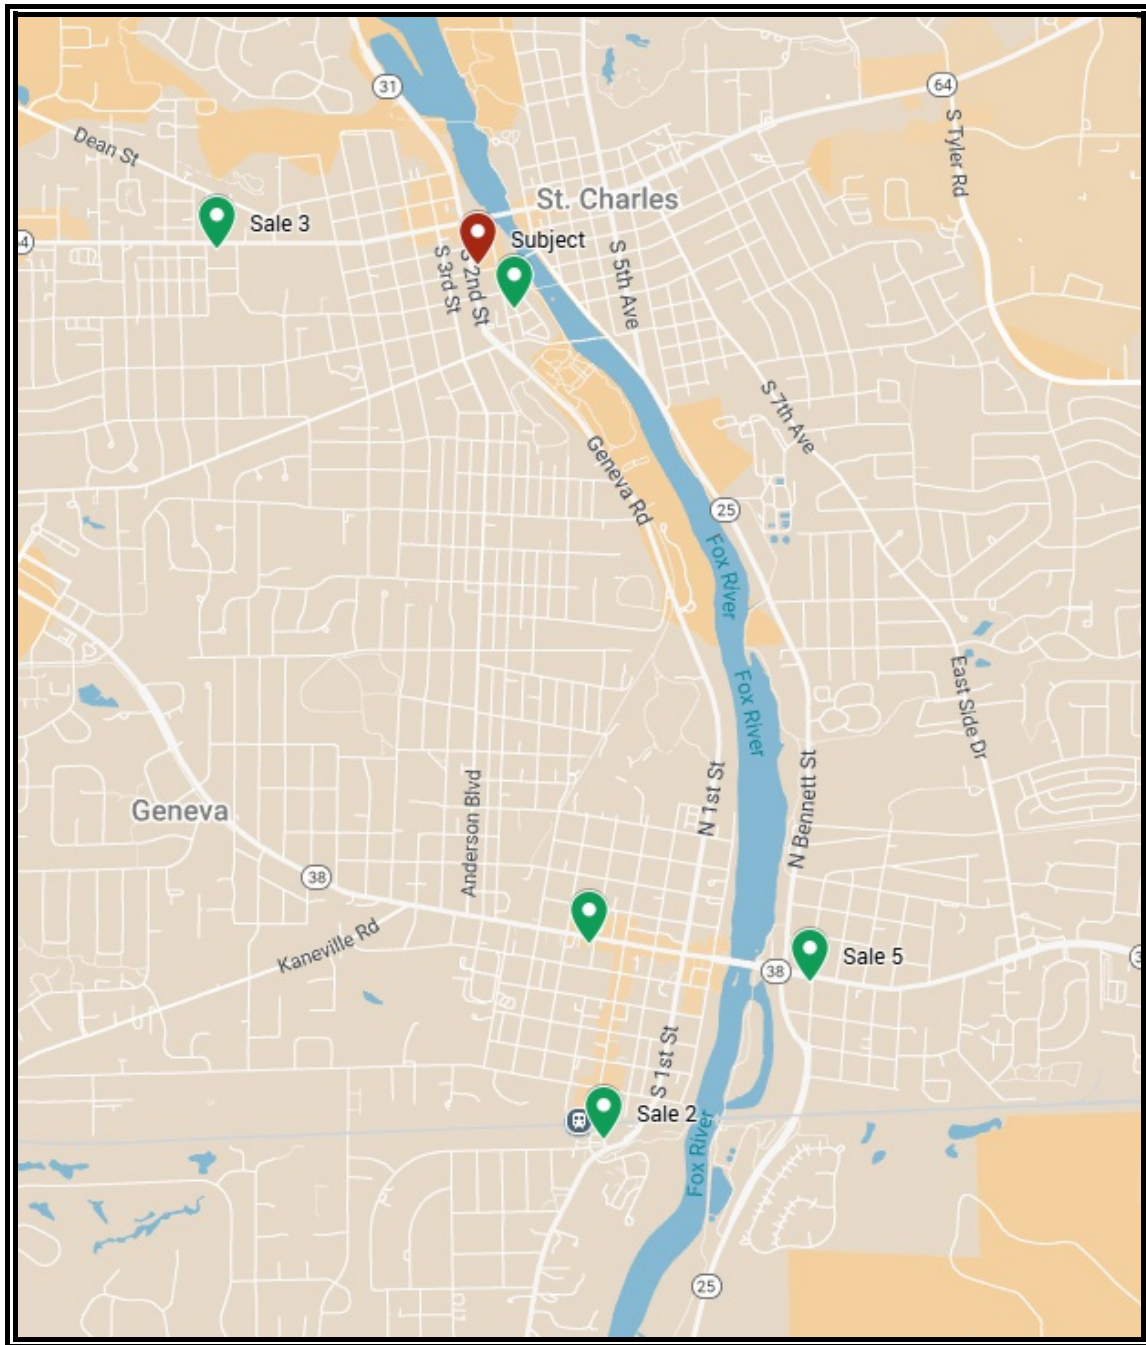 31
64
S Tyler Rd
Dean St
St. Charles
Sale 3
4
Subject
S 2nd St
S 3rd St
S 5th Ave
S 7th Ave
Geneva Rd
25
Fox River
Fox River
East Side Dr
N 1st St
N Bennett St
Anderson Blvd
Geneva
38
Kaneville Rd
Sale 5
38
3
S 1st St
Sale 2
Fox River
25